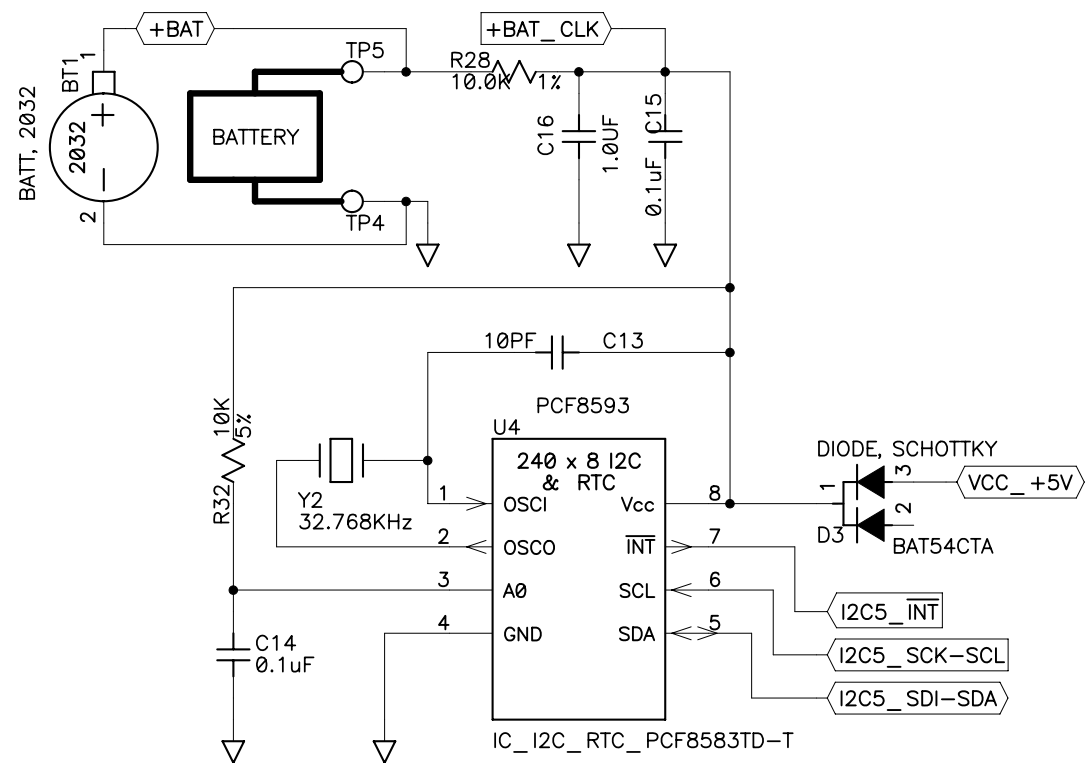 +BAT
+BAT_CLK
BATT, 2032
BT1
1
+
2032
−
2
BATTERY
TP5
TP4
R28
10.0K
1%
C16
1.0UF
C15
0.1uF
10PF
C13
PCF8593
U4
240 x 8 I2C
& RTC
R32
10K
5%
Y2
32.768KHz
1
OSCI
2
OSCO
3
A0
4
GND
Vcc
8
INT
7
SCL
6
SDA
5
C14
0.1uF
DIODE, SCHOTTKY
1
3
2
D3
BAT54CTA
VCC_+5V
I2C5_INT
I2C5_SCK-SCL
I2C5_SDI-SDA
IC_I2C_RTC_PCF8583TD-T